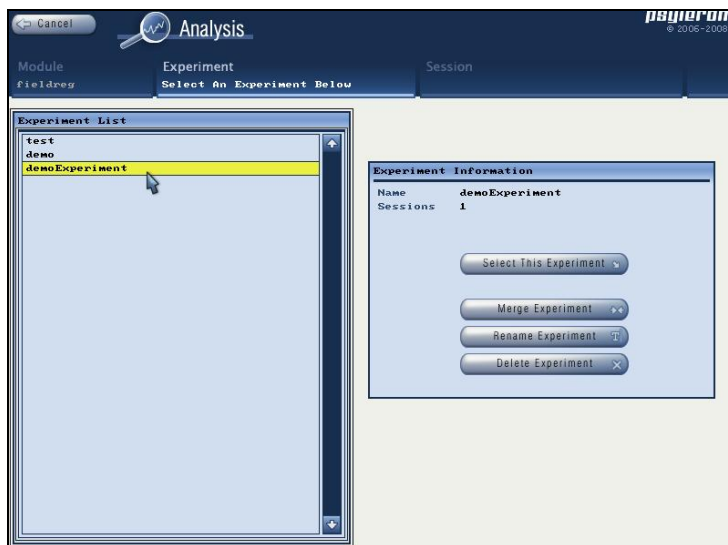 Cancel
Analysis
psyleron
© 2006-2008
Module
Experiment
Session
fieldreg
Select An Experiment Below
Experiment List
test
demo
demoExperiment
Experiment Information
Name demoExperiment
Sessions 1
Select This Experiment
Merge Experiment
Rename Experiment
Delete Experiment